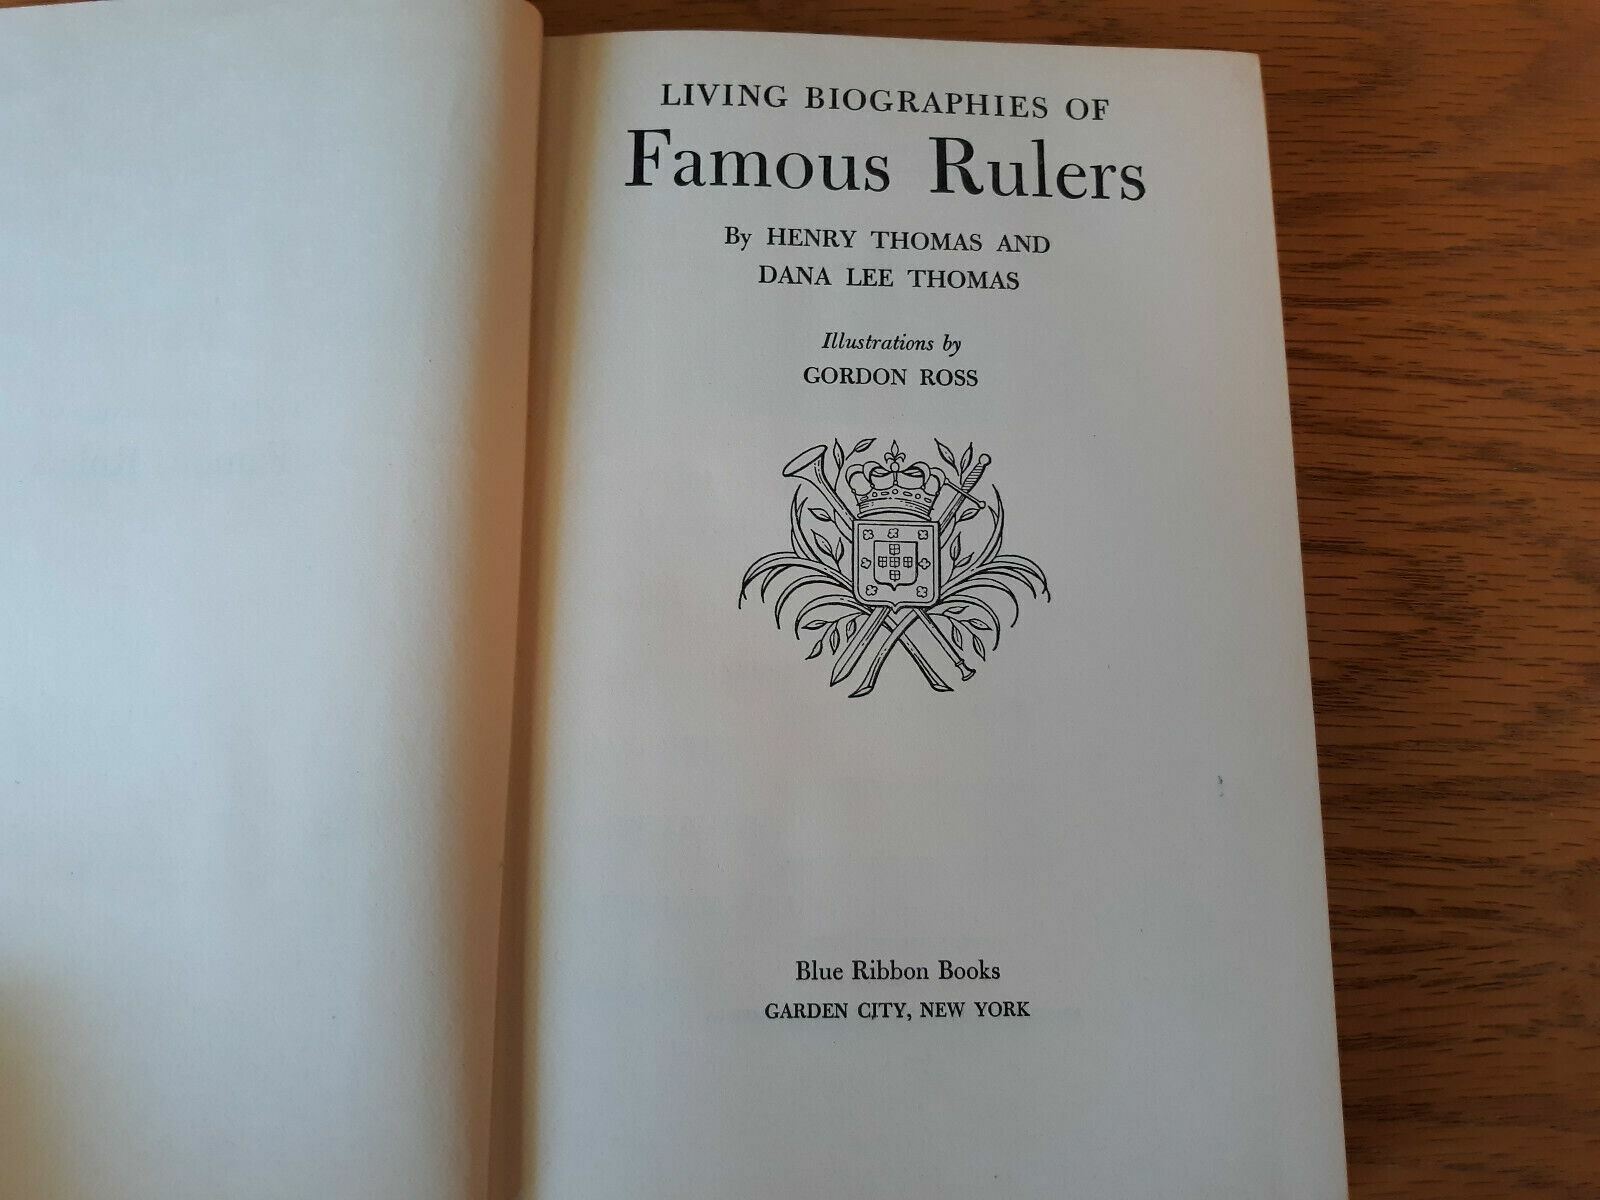 LIVING BIOGRAPHIES OF
Famous Rulers
By HENRY THOMAS AND
DANA LEE THOMAS
Illustrations by
GORDON ROSS
Blue Ribbon Books
GARDEN CITY, NEW YORK